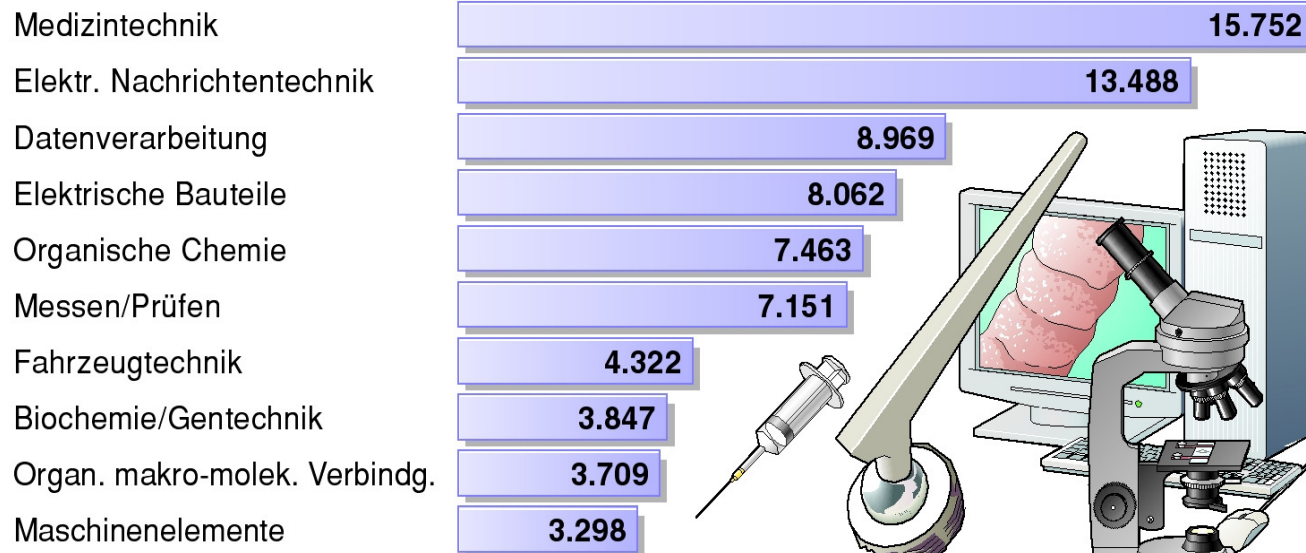 Medizintechnik 15.752
Elektr. Nachrichtentechnik 13.488
Datenverarbeitung 8.969
Elektrische Bauteile 8.062
Organische Chemie 7.463
Messen/Prüfen 7.151
Fahrzeugtechnik 4.322
Biochemie/Gentechnik 3.847
Organ. makro-molek. Verbindg. 3.709
Maschinenelemente 3.298